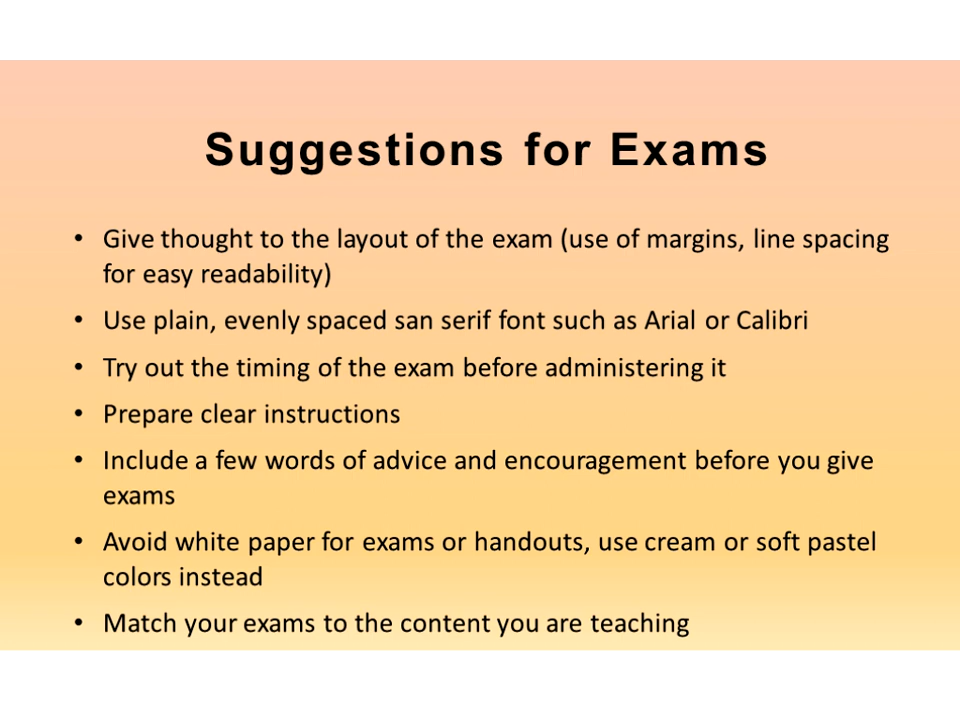 Suggestions for Exams
• Give thought to the layout of the exam (use of margins, line spacing
for easy readability)
• Use plain, evenly spaced san serif font such as Arial or Calibri
• Try out the timing of the exam before administering it
• Prepare clear instructions
• Include a few words of advice and encouragement before you give
exams
• Avoid white paper for exams or handouts, use cream or soft pastel
colors instead
• Match your exams to the content you are teaching